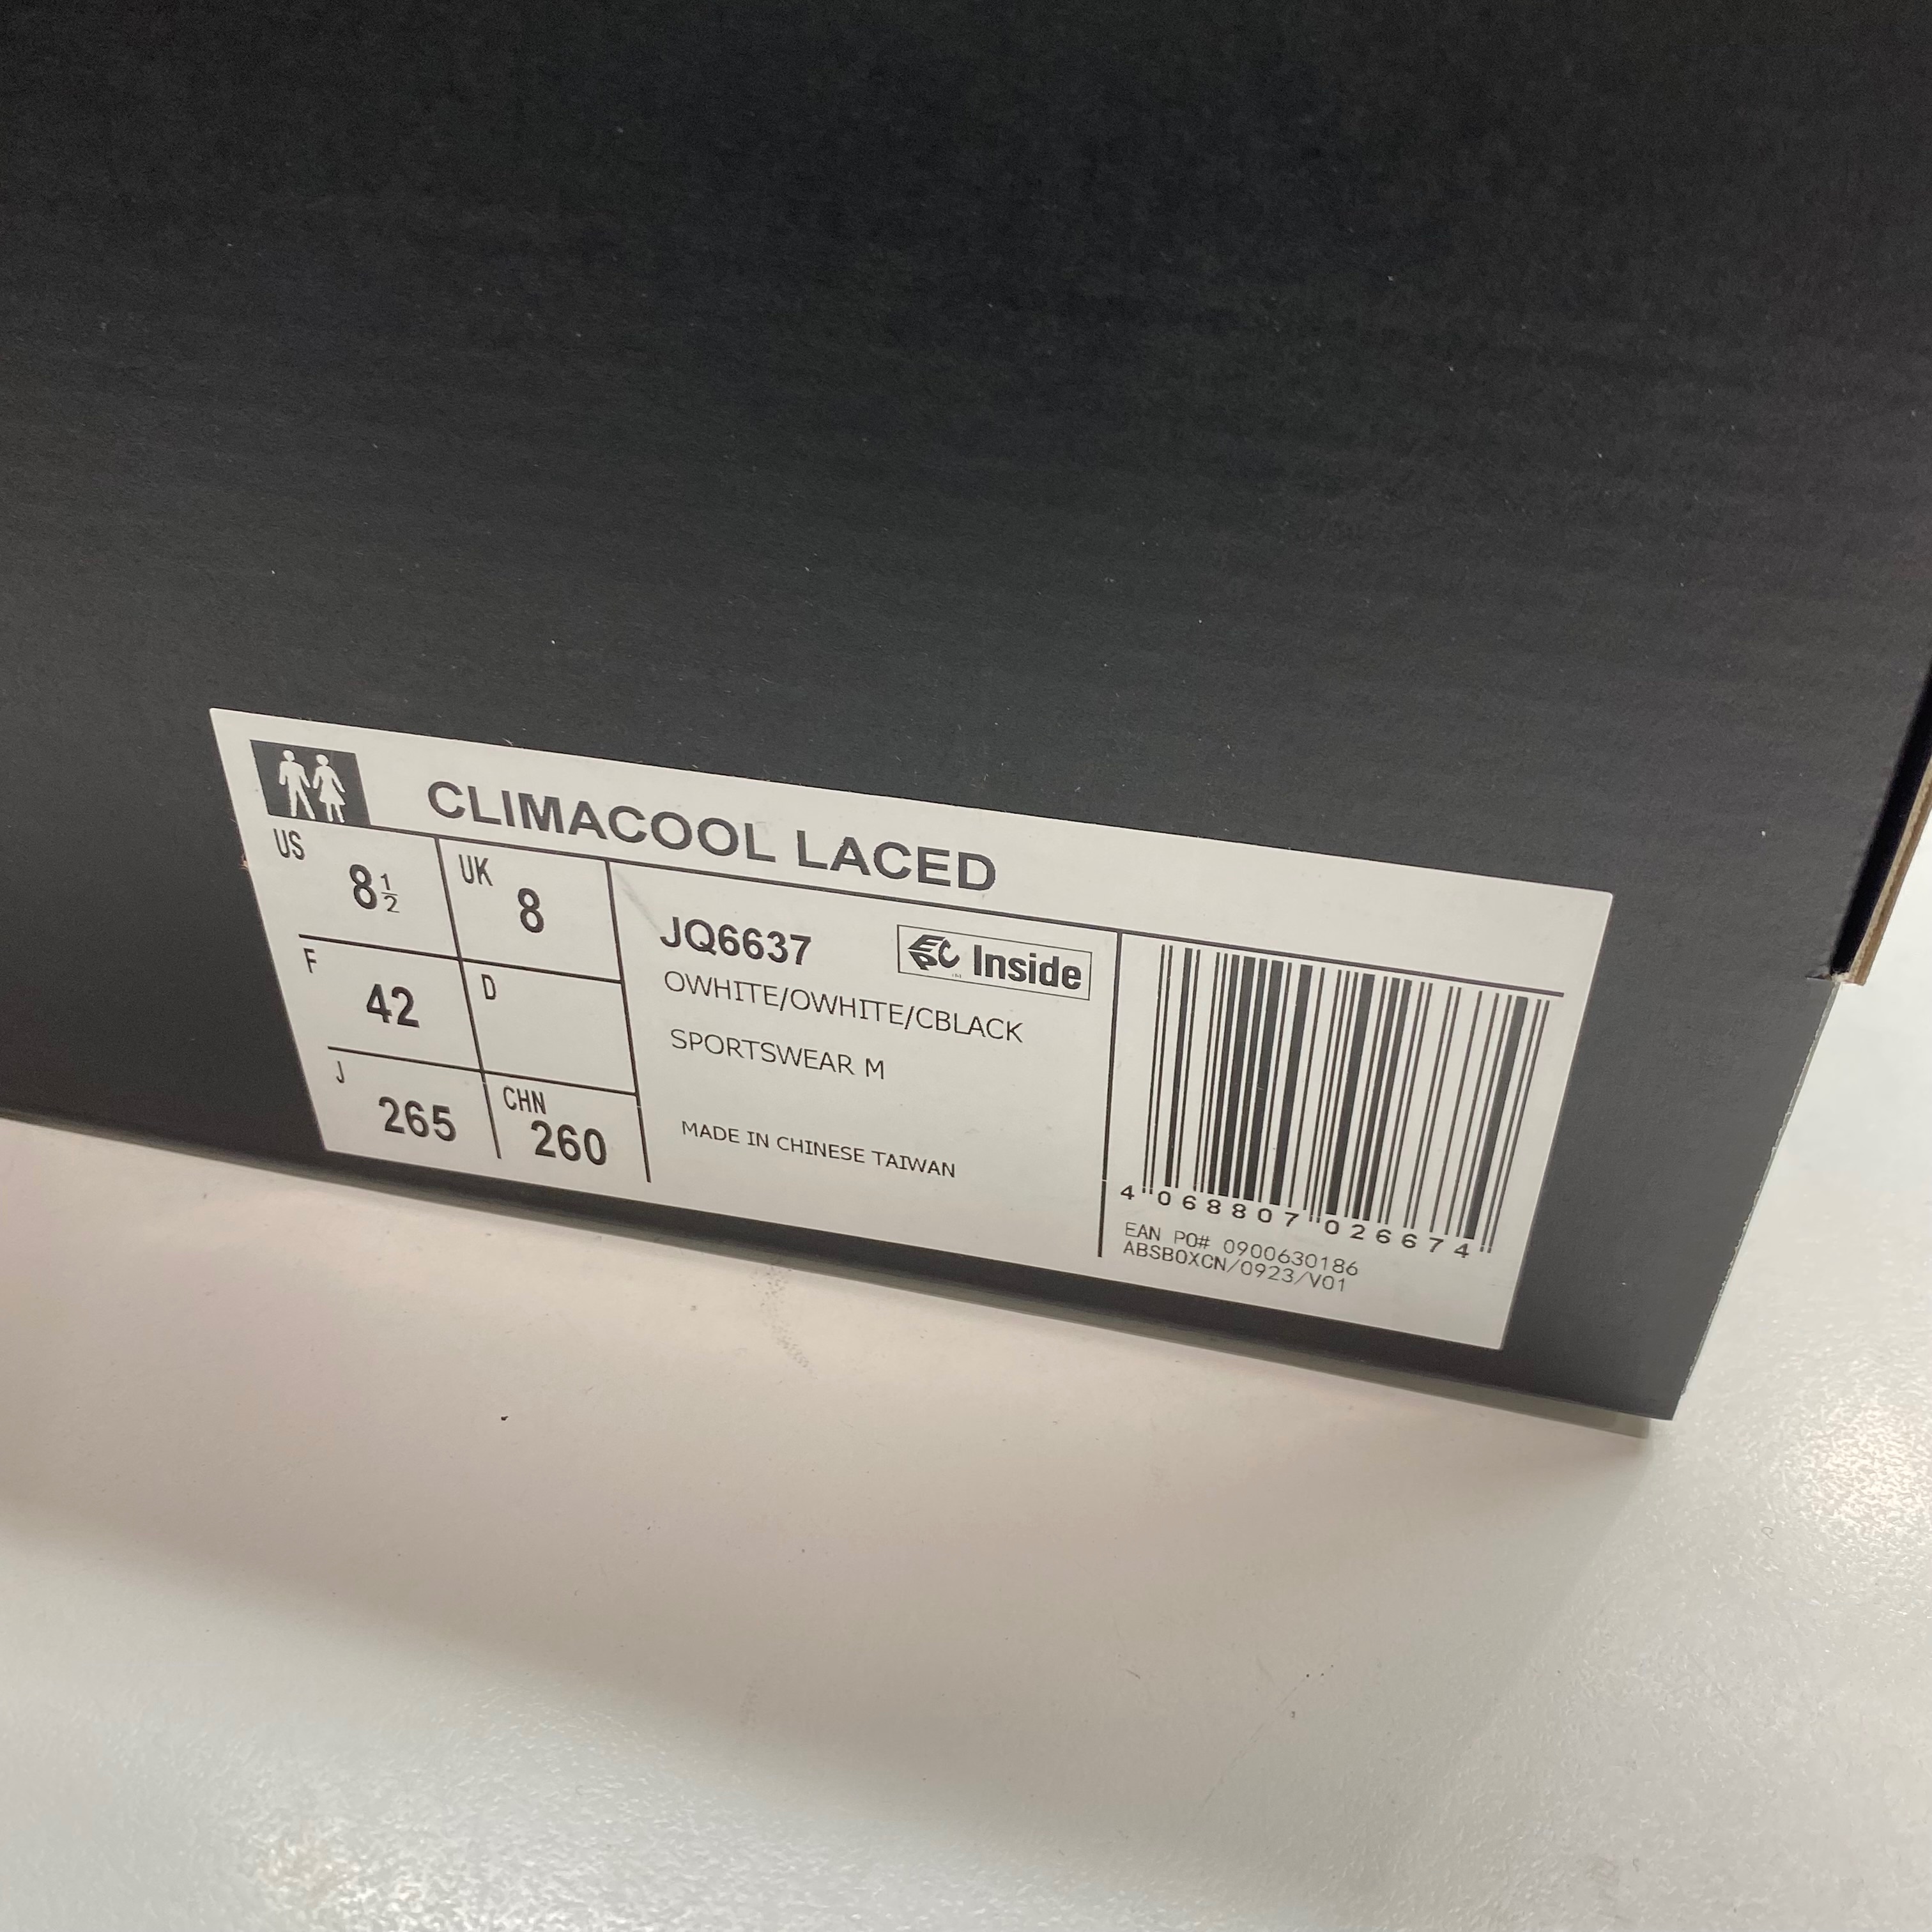 CLIMACOOL LACED
US 8½
UK 8
F 42
D
J 265
CHN 260
JQ6637
EPC Inside
OWHITE/OWHITE/CBLACK
SPORTSWEAR M
MADE IN CHINESE TAIWAN
4 068807 026674
EAN PO# 0900630186
ABSBOXCN/0923/V01